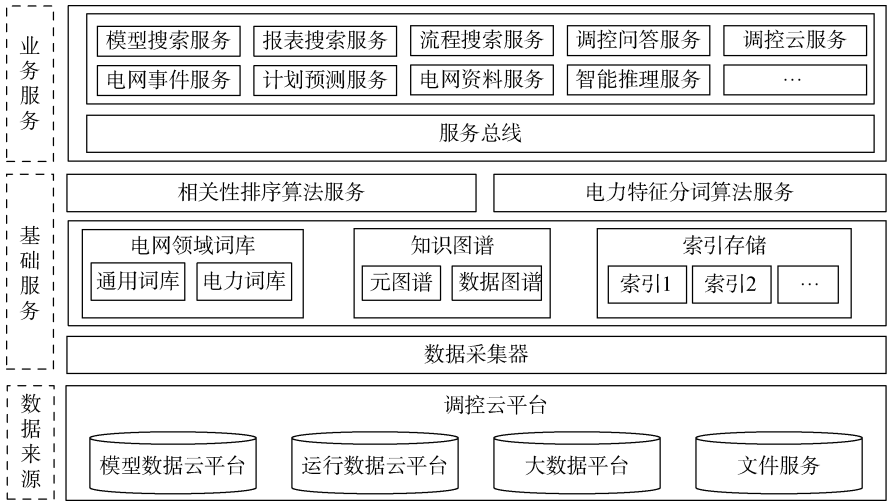 业务服务
模型搜索服务 报表搜索服务 流程搜索服务 调控问答服务 调控云服务
电网事件服务 计划预测服务 电网资料服务 智能推理服务 …
服务总线
基础服务
相关性排序算法服务 电力特征分词算法服务
电网领域词库 知识图谱 索引存储
通用词库 电力词库 元图谱 数据图谱 索引1 索引2 …
数据采集器
数据来源
调控云平台
模型数据云平台 运行数据云平台 大数据平台 文件服务